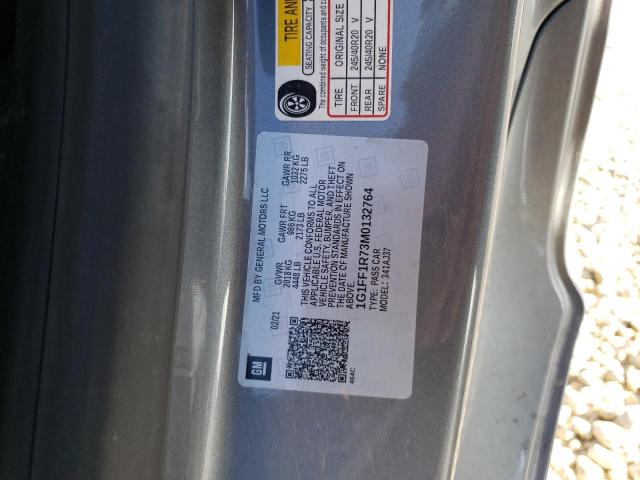 TIRE AND
SEATING CAPACITY
The combined weight of occupants and
TIRE ORIGINAL SIZE
FRONT 245/40R20 V
REAR 245/40R20 V
SPARE NONE
MFD BY GENERAL MOTORS LLC
02/21
GVWR GAWR FRT GAWR RR
2018 KG 986 KG 1032 KG
4448 LB 2173 LB 2275 LB
THIS VEHICLE CONFORMS TO ALL
APPLICABLE U.S. FEDERAL MOTOR
VEHICLE SAFETY, BUMPER, AND THEFT
PREVENTION STANDARDS IN EFFECT ON
THE DATE OF MANUFACTURE SHOWN
ABOVE.
1G1FF1R73M0132764
TYPE: PASS CAR
MODEL: 341AJ37
GM
464C